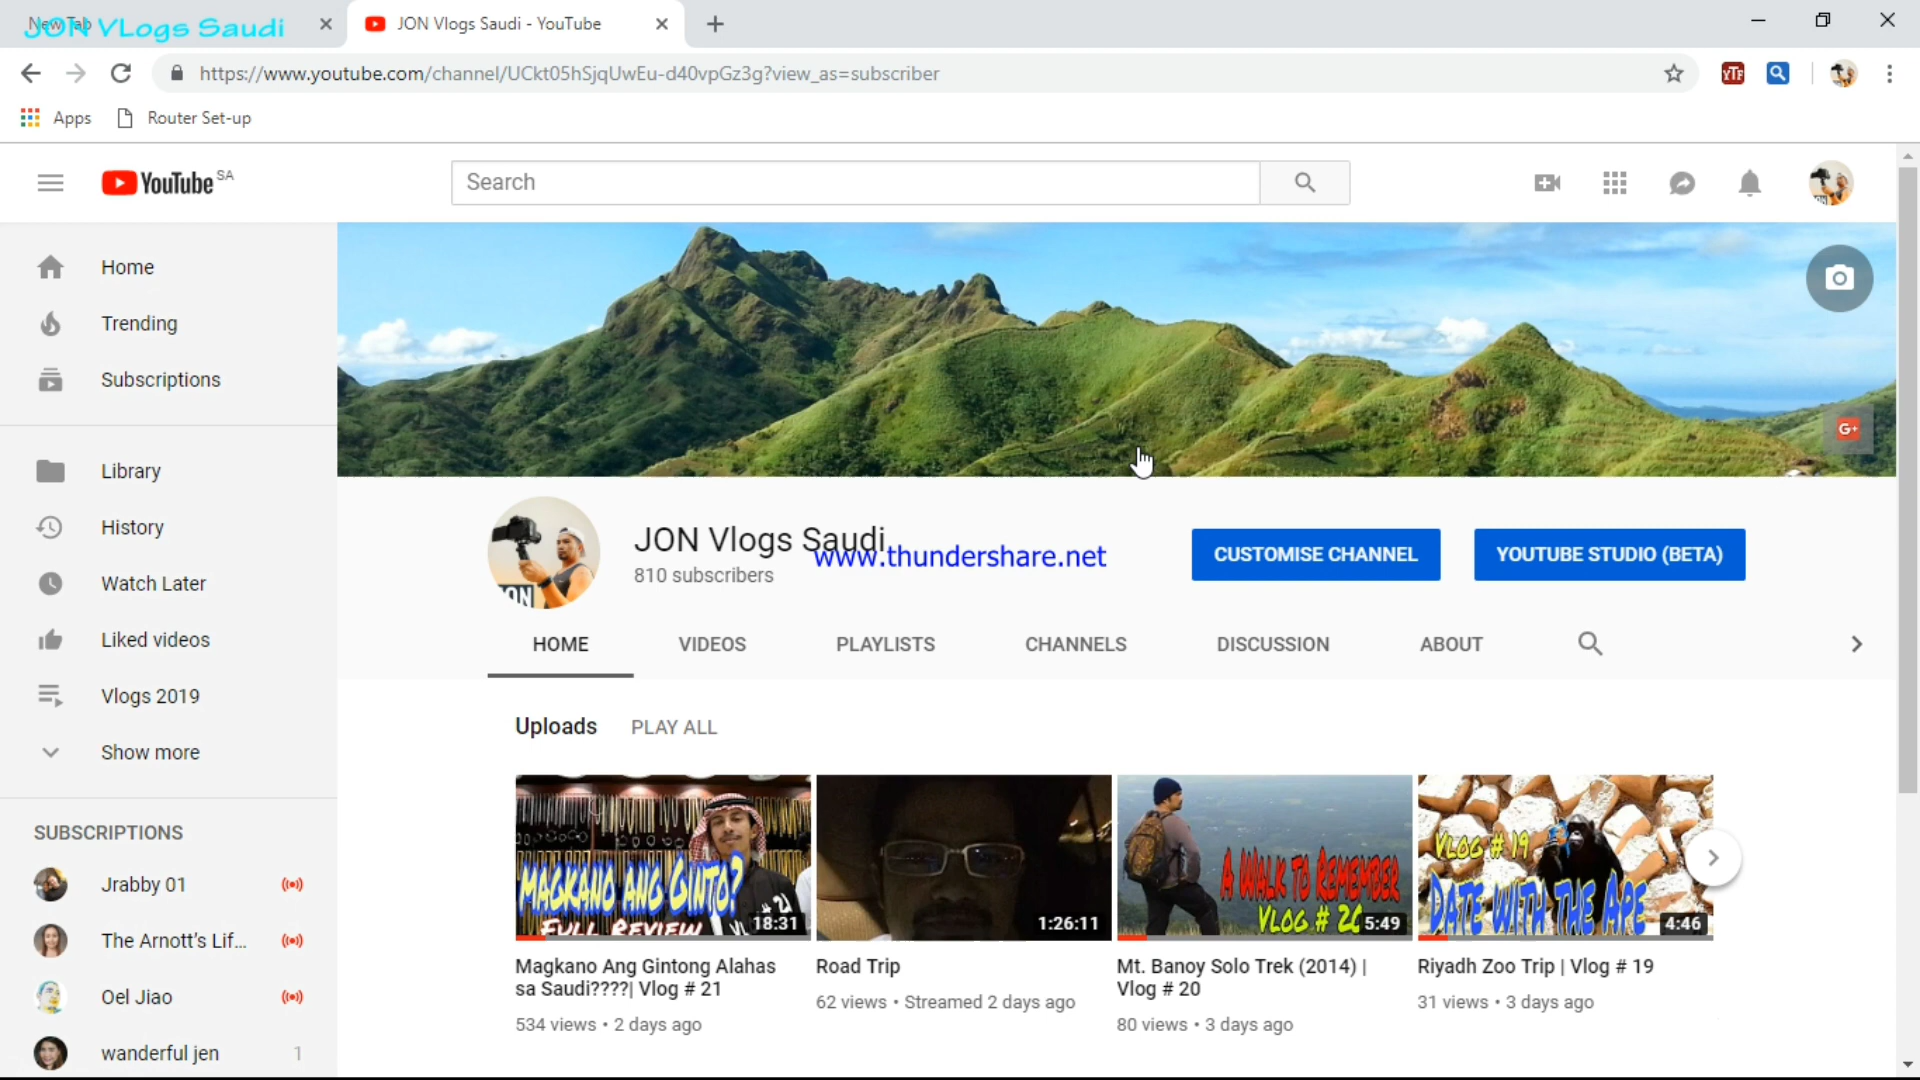 New Tab
JON VLogs Saudi
JON Vlogs Saudi - YouTube
https://www.youtube.com/channel/UCkt05hSjqUwEu-d40vpGz3g?view_as=subscriber
YTF
Apps
Router Set-up
YouTube SA
Search
Home
Trending
Subscriptions
Library
History
Watch Later
Liked videos
Vlogs 2019
Show more
SUBSCRIPTIONS
Jrabby 01
The Arnott's Lif...
Oel Jiao
wanderful jen 1
G+
JON
JON Vlogs Saudi
810 subscribers
www.thundershare.net
CUSTOMISE CHANNEL
YOUTUBE STUDIO (BETA)
HOME VIDEOS PLAYLISTS CHANNELS DISCUSSION ABOUT
Uploads PLAY ALL
MAGKANO ANG GINTO?
FULL REVIEW
18:31
Magkano Ang Gintong Alahas
sa Saudi????| Vlog # 21
534 views • 2 days ago
1:26:11
Road Trip
62 views • Streamed 2 days ago
A WALK TO REMEMBER
VLOG # 20
5:49
Mt. Banoy Solo Trek (2014) |
Vlog # 20
80 views • 3 days ago
VLOG # 19
DATE WITH THE APE
4:46
Riyadh Zoo Trip | Vlog # 19
31 views • 3 days ago